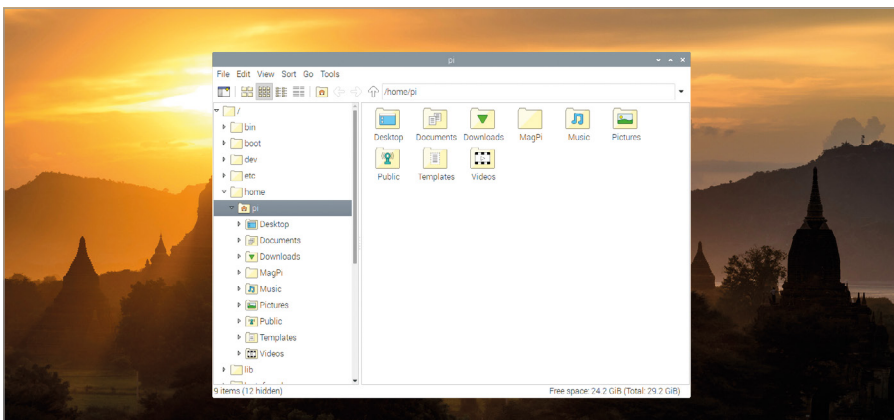 pi
File Edit View Sort Go Tools
/home/pi
/
bin
boot
dev
etc
home
pi
Desktop
Documents
Downloads
MagPi
Music
Pictures
Public
Templates
Videos
lib
Desktop Documents Downloads MagPi Music Pictures
Public Templates Videos
9 items (12 hidden) Free space: 24.2 GiB (Total: 29.2 GiB)